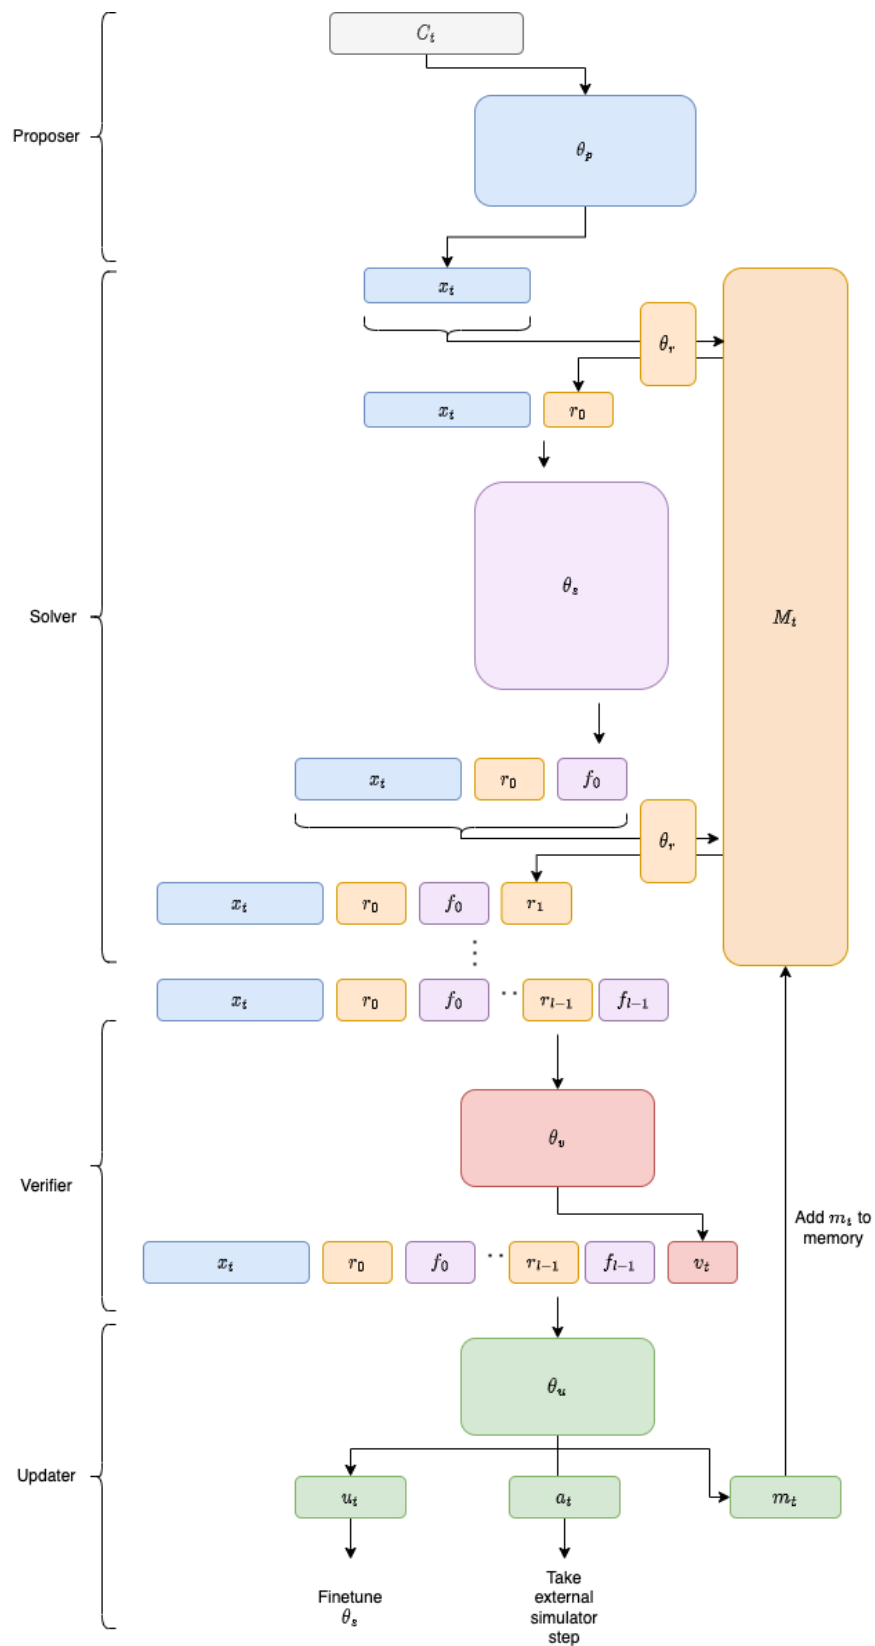 C_t
Proposer
θ_p
x_t
θ_r
x_t r_0
θ_s
Solver
M_t
x_t r_0 f_0
θ_r
x_t r_0 f_0 r_1
⋮
x_t r_0 f_0 ·· r_{l−1} f_{l−1}
θ_v
Verifier
Add m_t to
memory
x_t r_0 f_0 ·· r_{l−1} f_{l−1} v_t
θ_u
Updater
u_t a_t m_t
Finetune
θ_s
Take
external
simulator
step